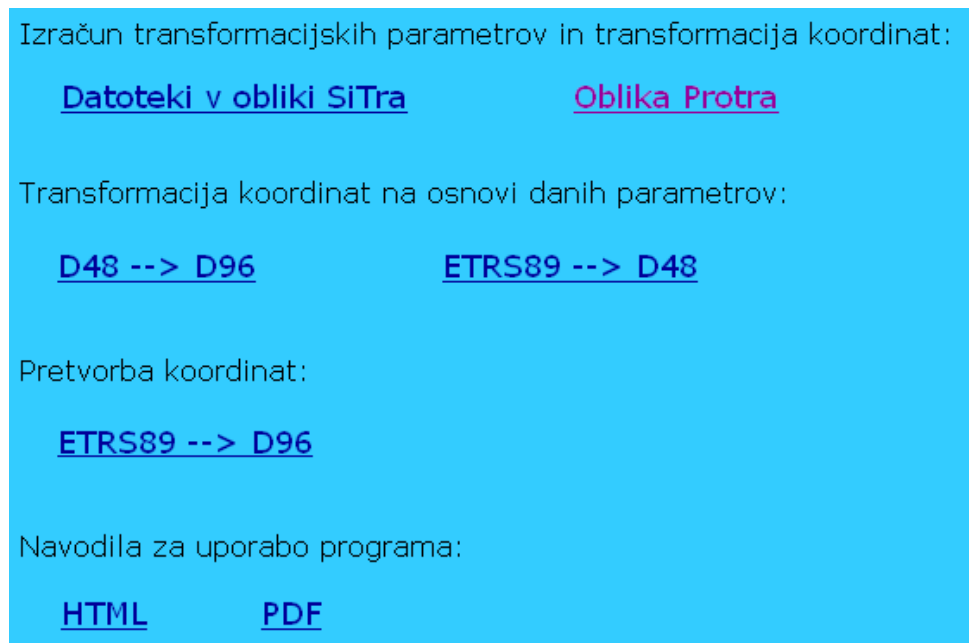 Izračun transformacijskih parametrov in transformacija koordinat:
Datoteki v obliki SiTra Oblika Protra
Transformacija koordinat na osnovi danih parametrov:
D48 --> D96 ETRS89 --> D48
Pretvorba koordinat:
ETRS89 --> D96
Navodila za uporabo programa:
HTML PDF